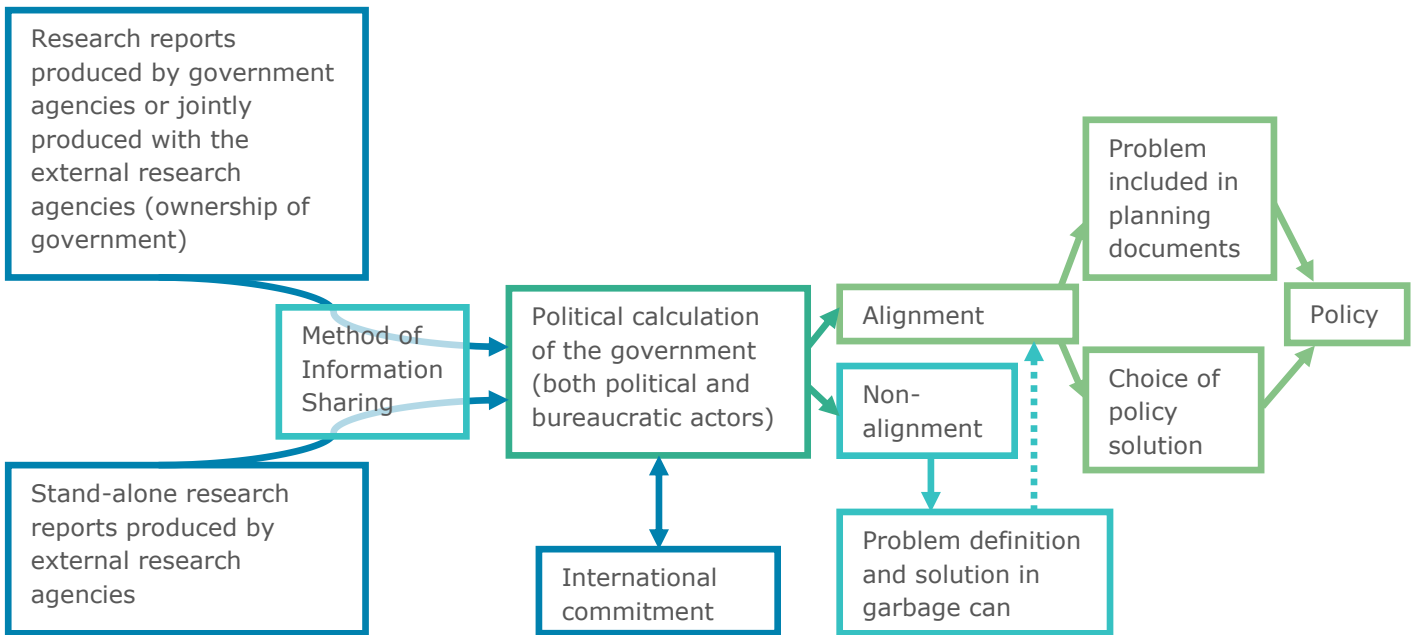 Research reports
produced by government
agencies or jointly
produced with the
external research
agencies (ownership of
government)
Stand-alone research
reports produced by
external research
agencies
Method of
Information
Sharing
Political calculation
of the government
(both political and
bureaucratic actors)
International
commitment
Alignment
Non-
alignment
Problem definition
and solution in
garbage can
Problem
included in
planning
documents
Choice of
policy
solution
Policy